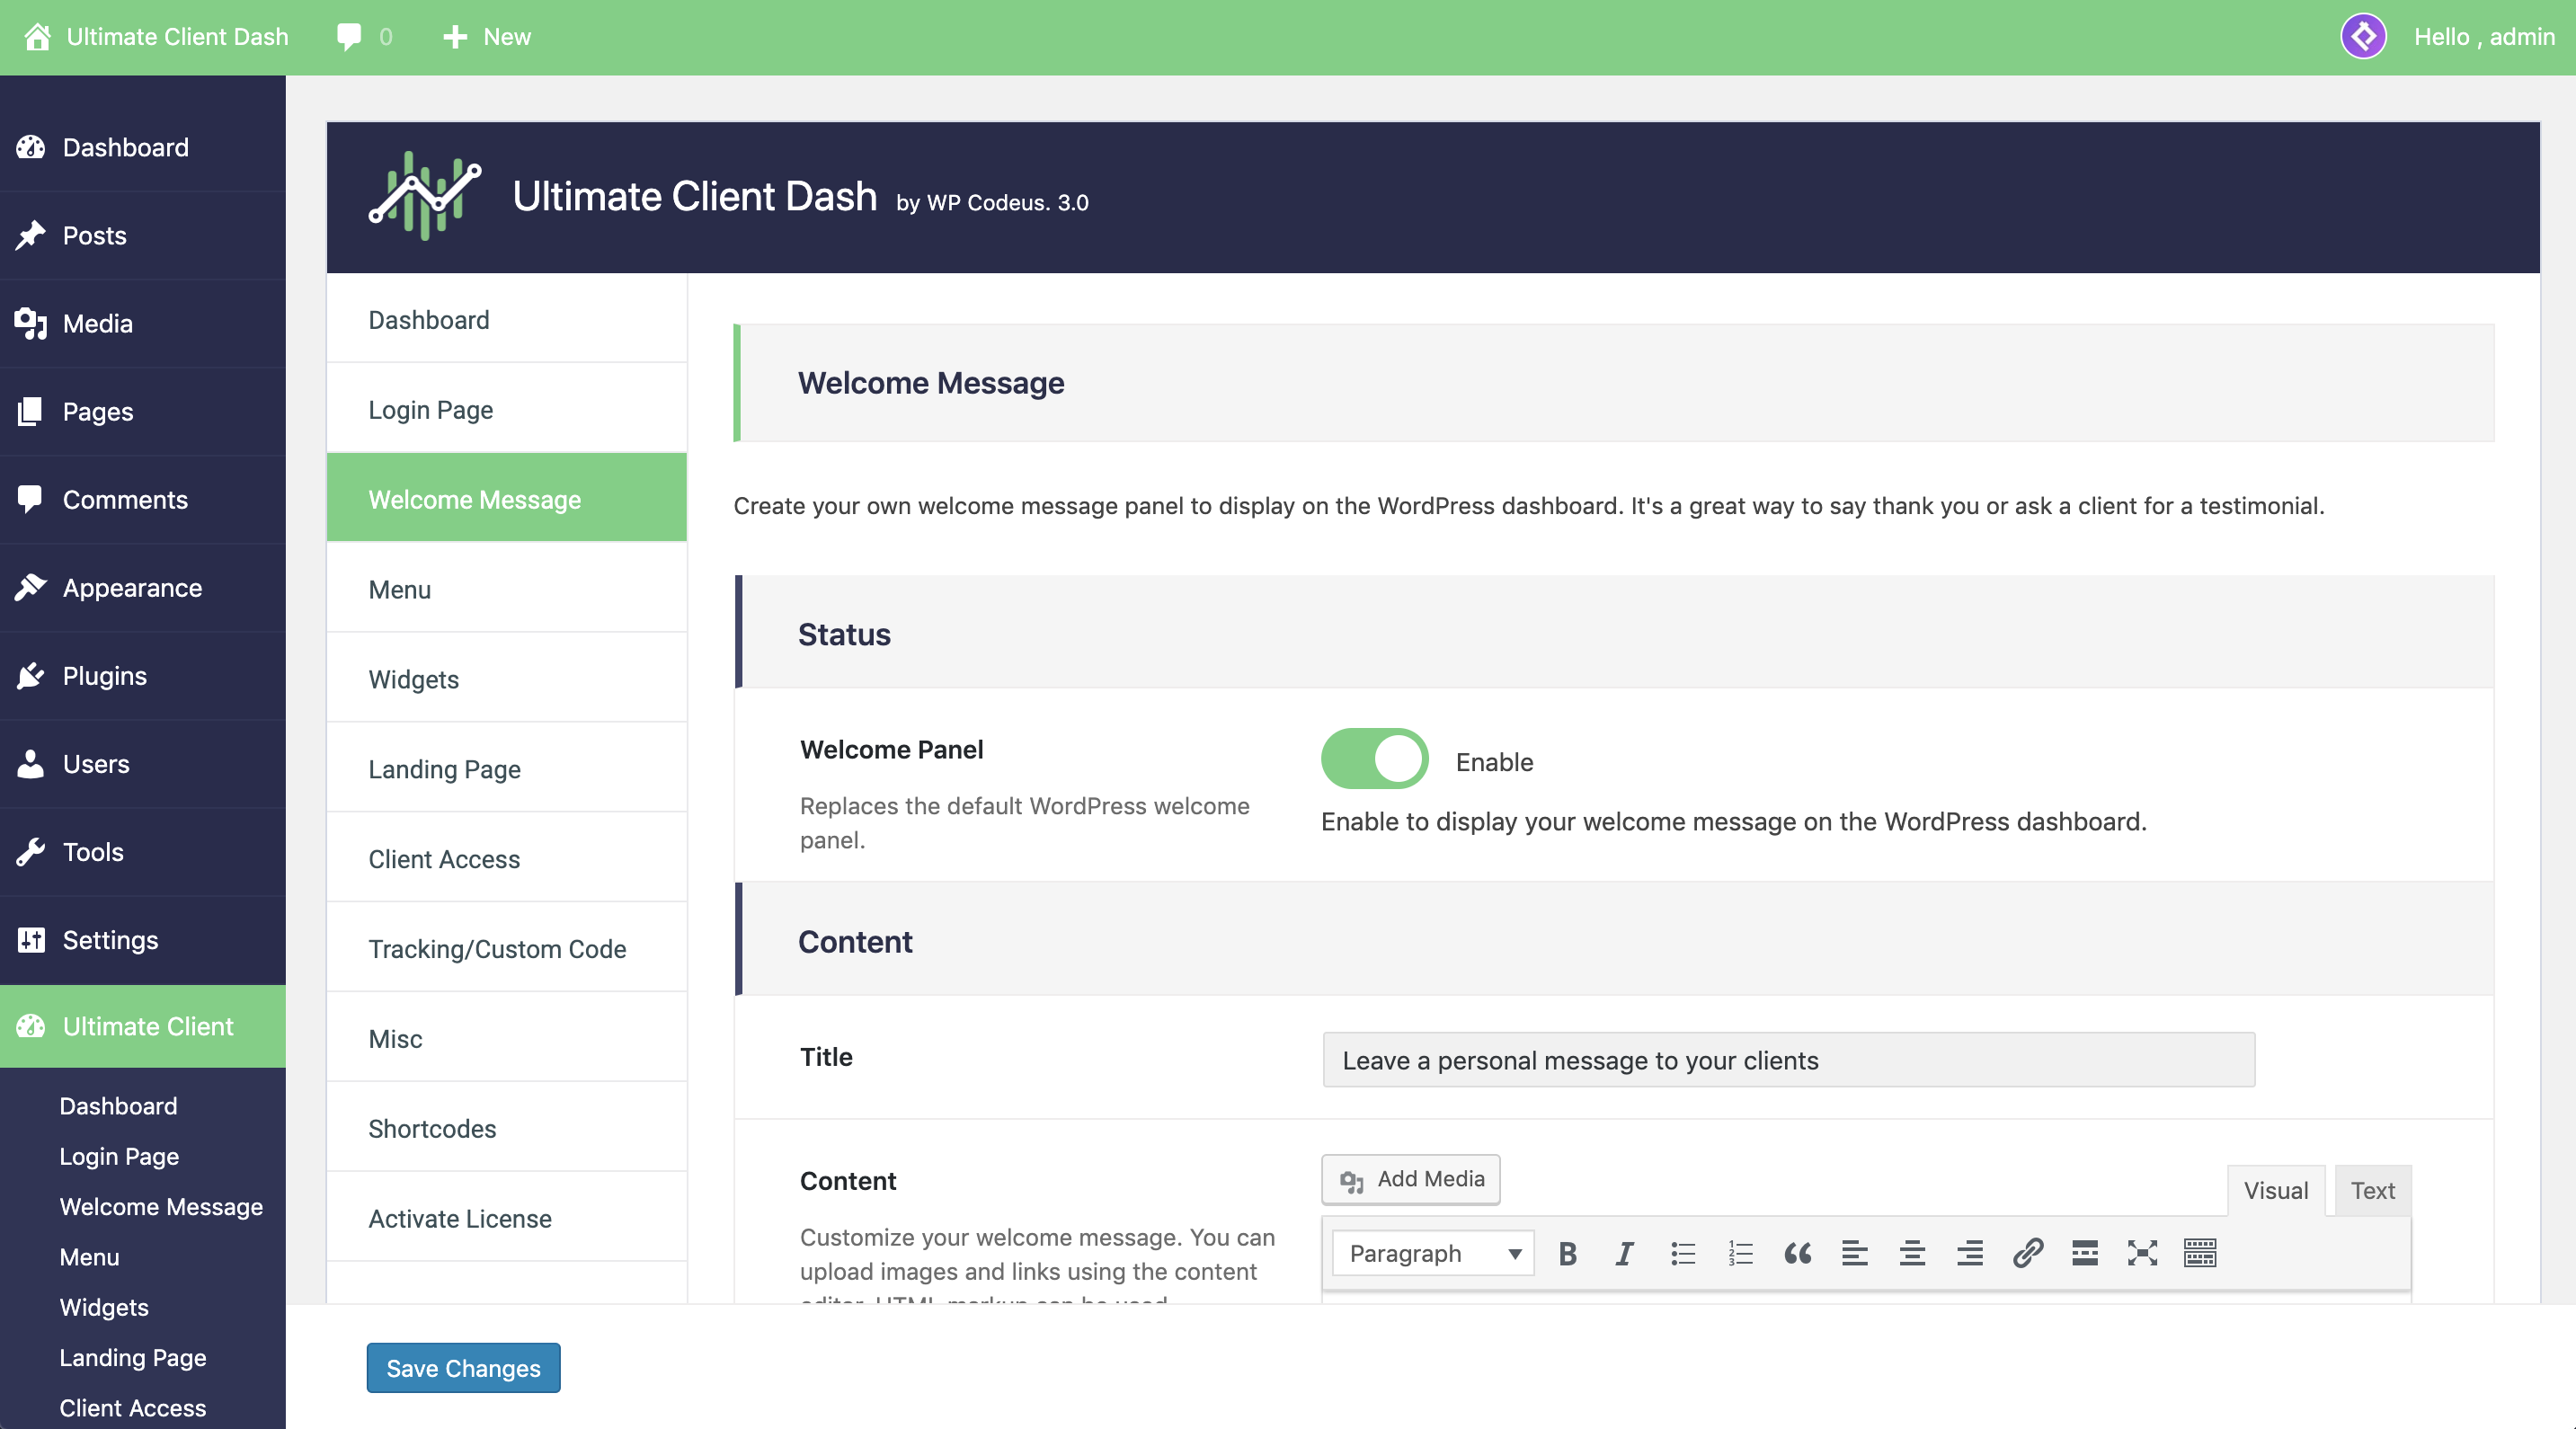 Ultimate Client Dash
0
New
Hello , admin
Dashboard
Posts
Media
Pages
Comments
Appearance
Plugins
Users
Tools
Settings
Ultimate Client
Dashboard
Login Page
Welcome Message
Menu
Widgets
Landing Page
Client Access
Ultimate Client Dash by WP Codeus. 3.0
Dashboard
Login Page
Welcome Message
Menu
Widgets
Landing Page
Client Access
Tracking/Custom Code
Misc
Shortcodes
Activate License
Welcome Message
Create your own welcome message panel to display on the WordPress dashboard. It's a great way to say thank you or ask a client for a testimonial.
Status
Welcome Panel
Replaces the default WordPress welcome
panel.
Enable
Enable to display your welcome message on the WordPress dashboard.
Content
Title
Leave a personal message to your clients
Content
Customize your welcome message. You can
upload images and links using the content
editor. HTML markup can be used.
Add Media
Visual
Text
Paragraph
Save Changes